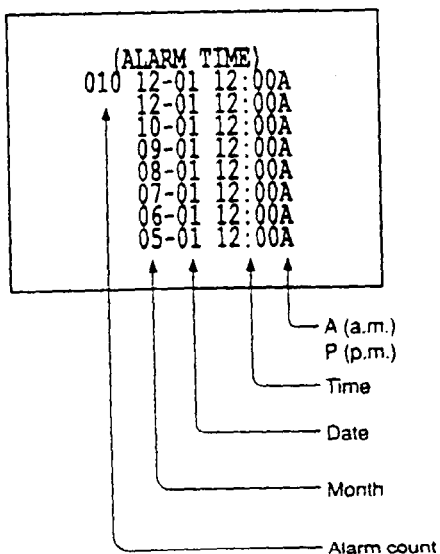 (ALARM TIME)
010 12-01 12:00A
12-01 12:00A
10-01 12:00A
09-01 12:00A
08-01 12:00A
07-01 12:00A
06-01 12:00A
05-01 12:00A
A (a.m.)
P (p.m.)
Time
Date
Month
Alarm count